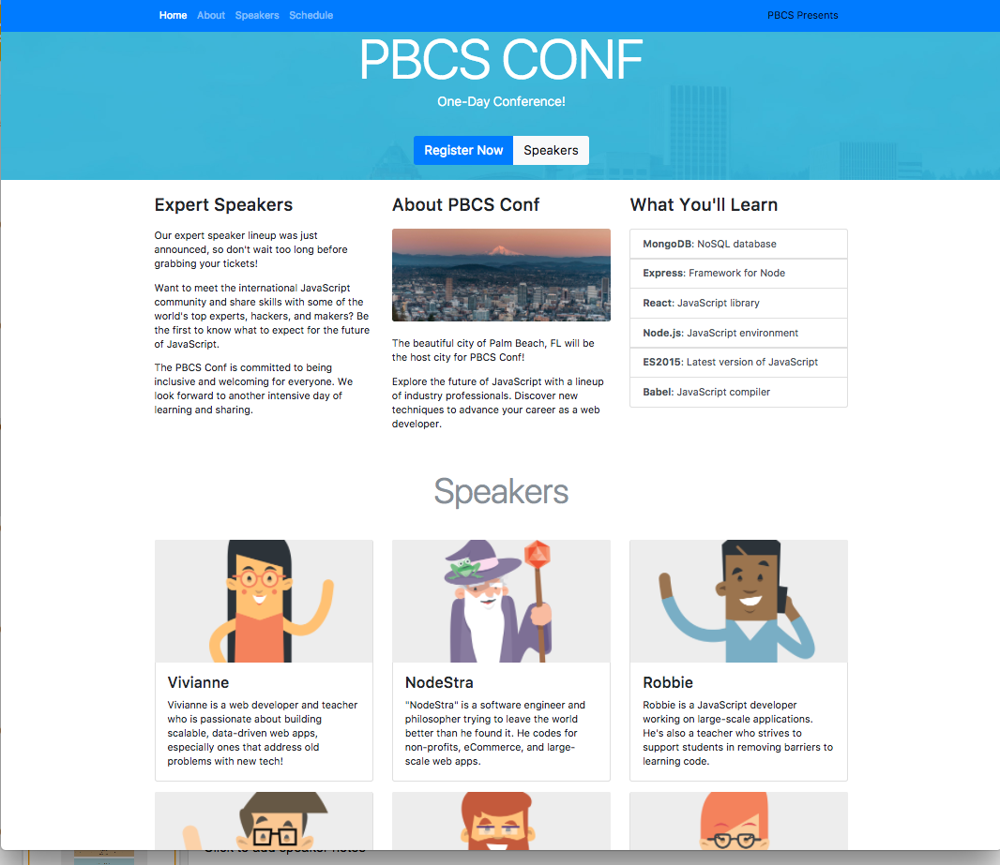 Home About Speakers Schedule PBCS Presents
PBCS CONF
One-Day Conference!
Register Now Speakers
Expert Speakers
Our expert speaker lineup was just
announced, so don't wait too long before
grabbing your tickets!
Want to meet the international JavaScript
community and share skills with some of the
world's top experts, hackers, and makers? Be
the first to know what to expect for the future
of JavaScript.
The PBCS Conf is committed to being
inclusive and welcoming for everyone. We
look forward to another intensive day of
learning and sharing.
About PBCS Conf
The beautiful city of Palm Beach, FL will be
the host city for PBCS Conf!
Explore the future of JavaScript with a lineup
of industry professionals. Discover new
techniques to advance your career as a web
developer.
What You'll Learn
MongoDB: NoSQL database
Express: Framework for Node
React: JavaScript library
Node.js: JavaScript environment
ES2015: Latest version of JavaScript
Babel: JavaScript compiler
Speakers
Vivianne
Vivianne is a web developer and teacher
who is passionate about building
scalable, data-driven web apps,
especially ones that address old
problems with new tech!
NodeStra
"NodeStra" is a software engineer and
philosopher trying to leave the world
better than he found it. He codes for
non-profits, eCommerce, and large-
scale web apps.
Robbie
Robbie is a JavaScript developer
working on large-scale applications.
He's also a teacher who strives to
support students in removing barriers to
learning code.
Click to add speaker notes